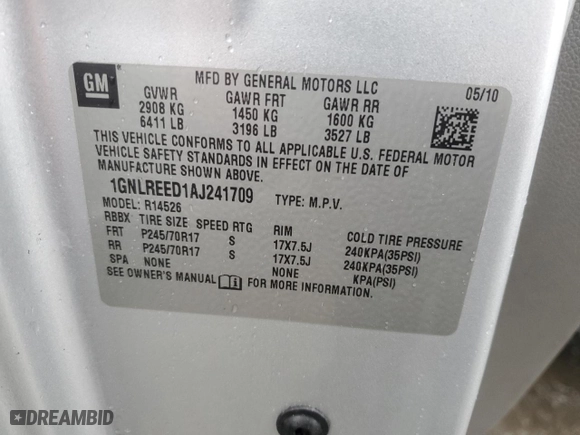 GM
MFD BY GENERAL MOTORS LLC
05/10
GVWR GAWR FRT GAWR RR
2908 KG 1450 KG 1600 KG
6411 LB 3196 LB 3527 LB
THIS VEHICLE CONFORMS TO ALL APPLICABLE U.S. FEDERAL MOTOR
VEHICLE SAFETY STANDARDS IN EFFECT ON THE DATE OF
MANUFACTURE SHOWN ABOVE.
1GNLREED1AJ241709 TYPE: M.P.V.
MODEL: R14526
RBBX TIRE SIZE SPEED RTG RIM COLD TIRE PRESSURE
FRT P245/70R17 S 17X7.5J 240KPA(35PSI)
RR P245/70R17 S 17X7.5J 240KPA(35PSI)
SPA NONE NONE KPA(PSI)
SEE OWNER'S MANUAL i FOR MORE INFORMATION.
DREAMBID